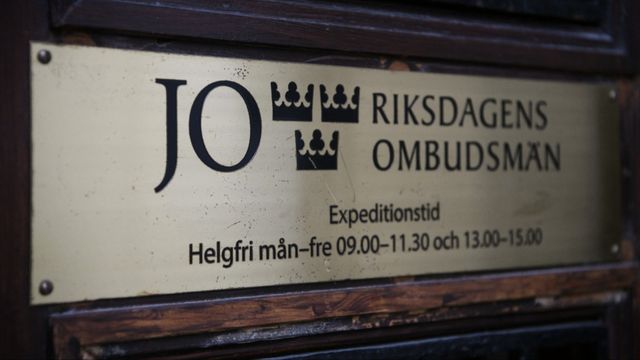 JO
RIKSDAGENS
OMBUDSMÄN
Expeditionstid
Helgfri mån–fre 09.00–11.30 och 13.00–15.00